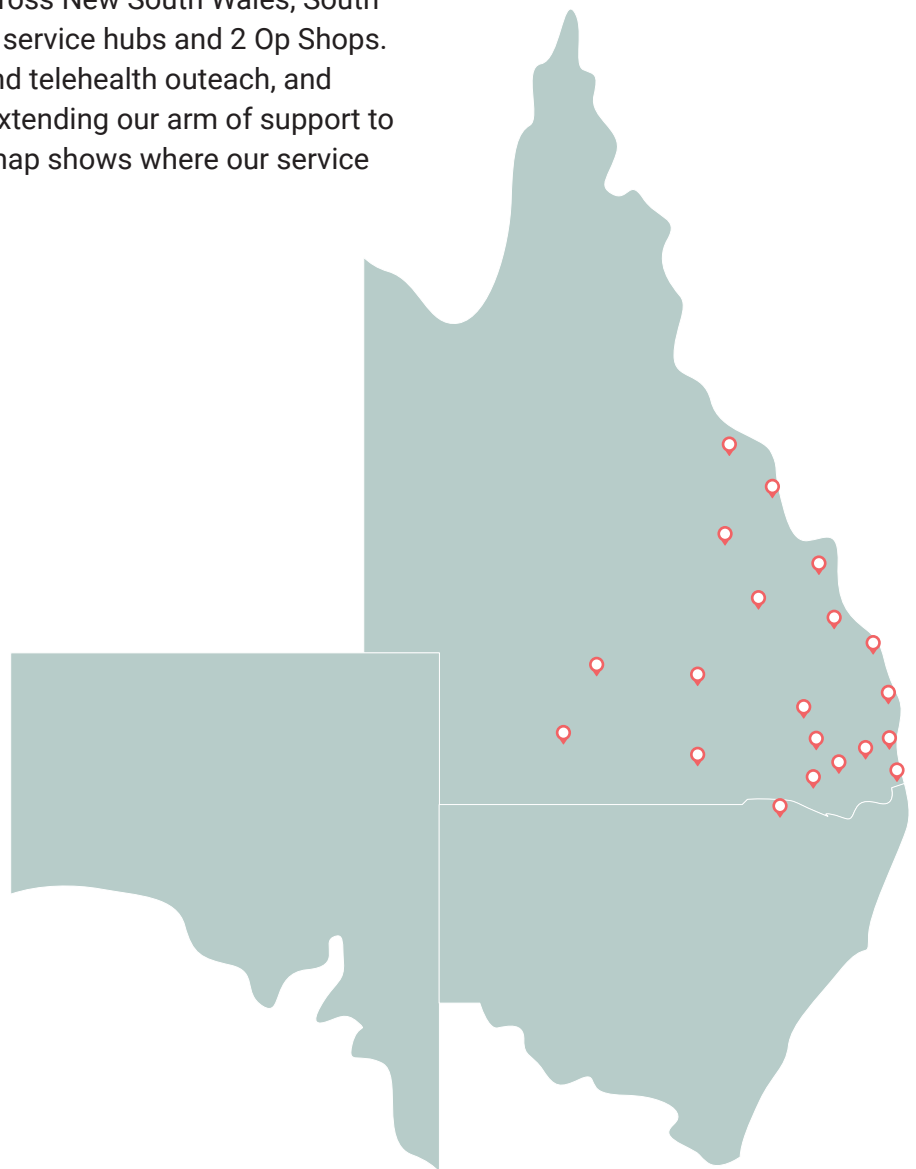 ross New South Wales, South
service hubs and 2 Op Shops.
nd telehealth outeach, and
xtending our arm of support to
map shows where our service